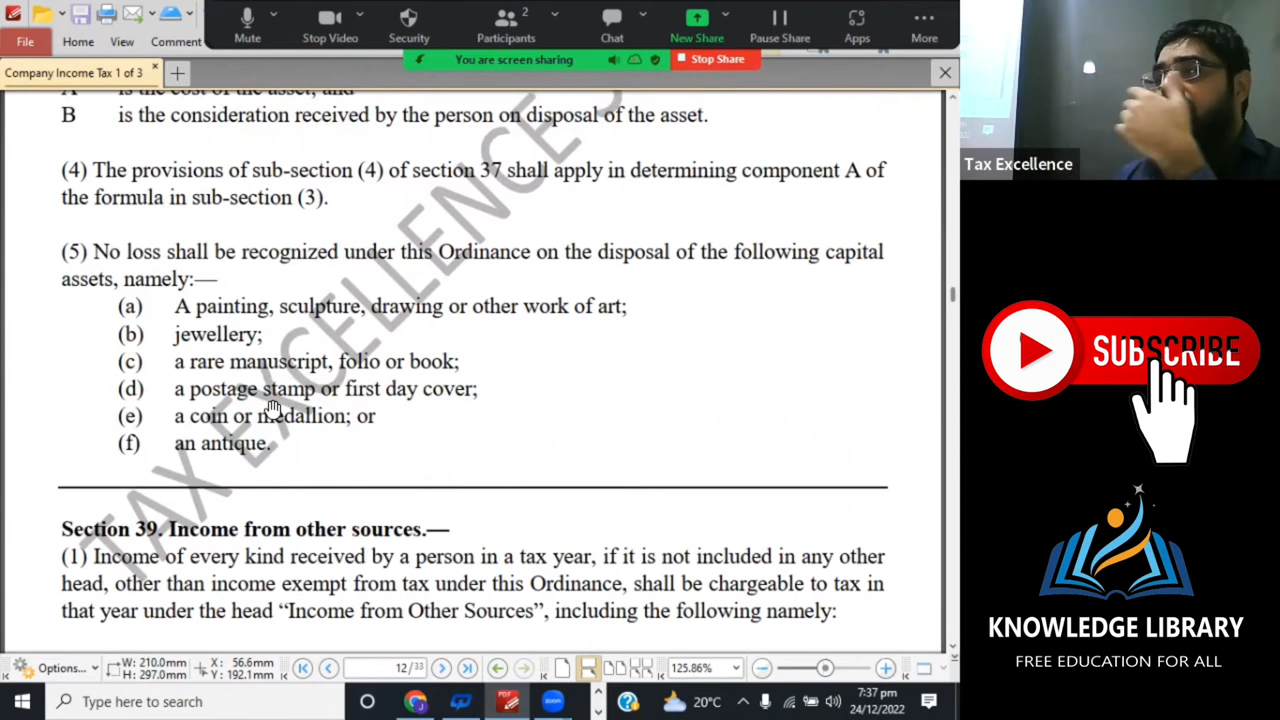 Mute
Stop Video
Security
Participants
2
Chat
New Share
Pause Share
Apps
More
You are screen sharing
Stop Share
File
Home
View
Comment
Company Income Tax 1 of 3
A is the cost of the asset, and
B is the consideration received by the person on disposal of the asset.
(4) The provisions of sub-section (4) of section 37 shall apply in determining component A of
the formula in sub-section (3).
(5) No loss shall be recognized under this Ordinance on the disposal of the following capital
assets, namely:—
(a) A painting, sculpture, drawing or other work of art;
(b) jewellery;
(c) a rare manuscript, folio or book;
(d) a postage stamp or first day cover;
(e) a coin or medallion; or
(f) an antique.
Section 39. Income from other sources.—
(1) Income of every kind received by a person in a tax year, if it is not included in any other
head, other than income exempt from tax under this Ordinance, shall be chargeable to tax in
that year under the head “Income from Other Sources”, including the following namely:
TAX EXCELLENCE
Tax Excellence
SUBSCRIBE
KNOWLEDGE LIBRARY
FREE EDUCATION FOR ALL
Options...
W: 210.0mm
H: 297.0mm
X: 56.6mm
Y: 192.1mm
12 / 33
125.86%
Type here to search
PDF
zoom
20°C
7:37 pm
24/12/2022